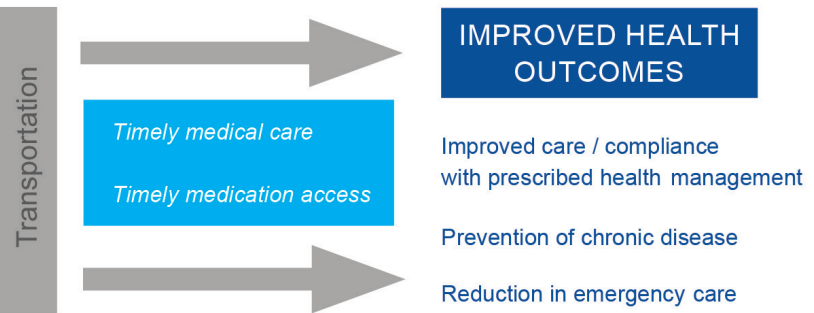 Transportation
Timely medical care
Timely medication access
IMPROVED HEALTH
OUTCOMES
Improved care / compliance
with prescribed health management
Prevention of chronic disease
Reduction in emergency care